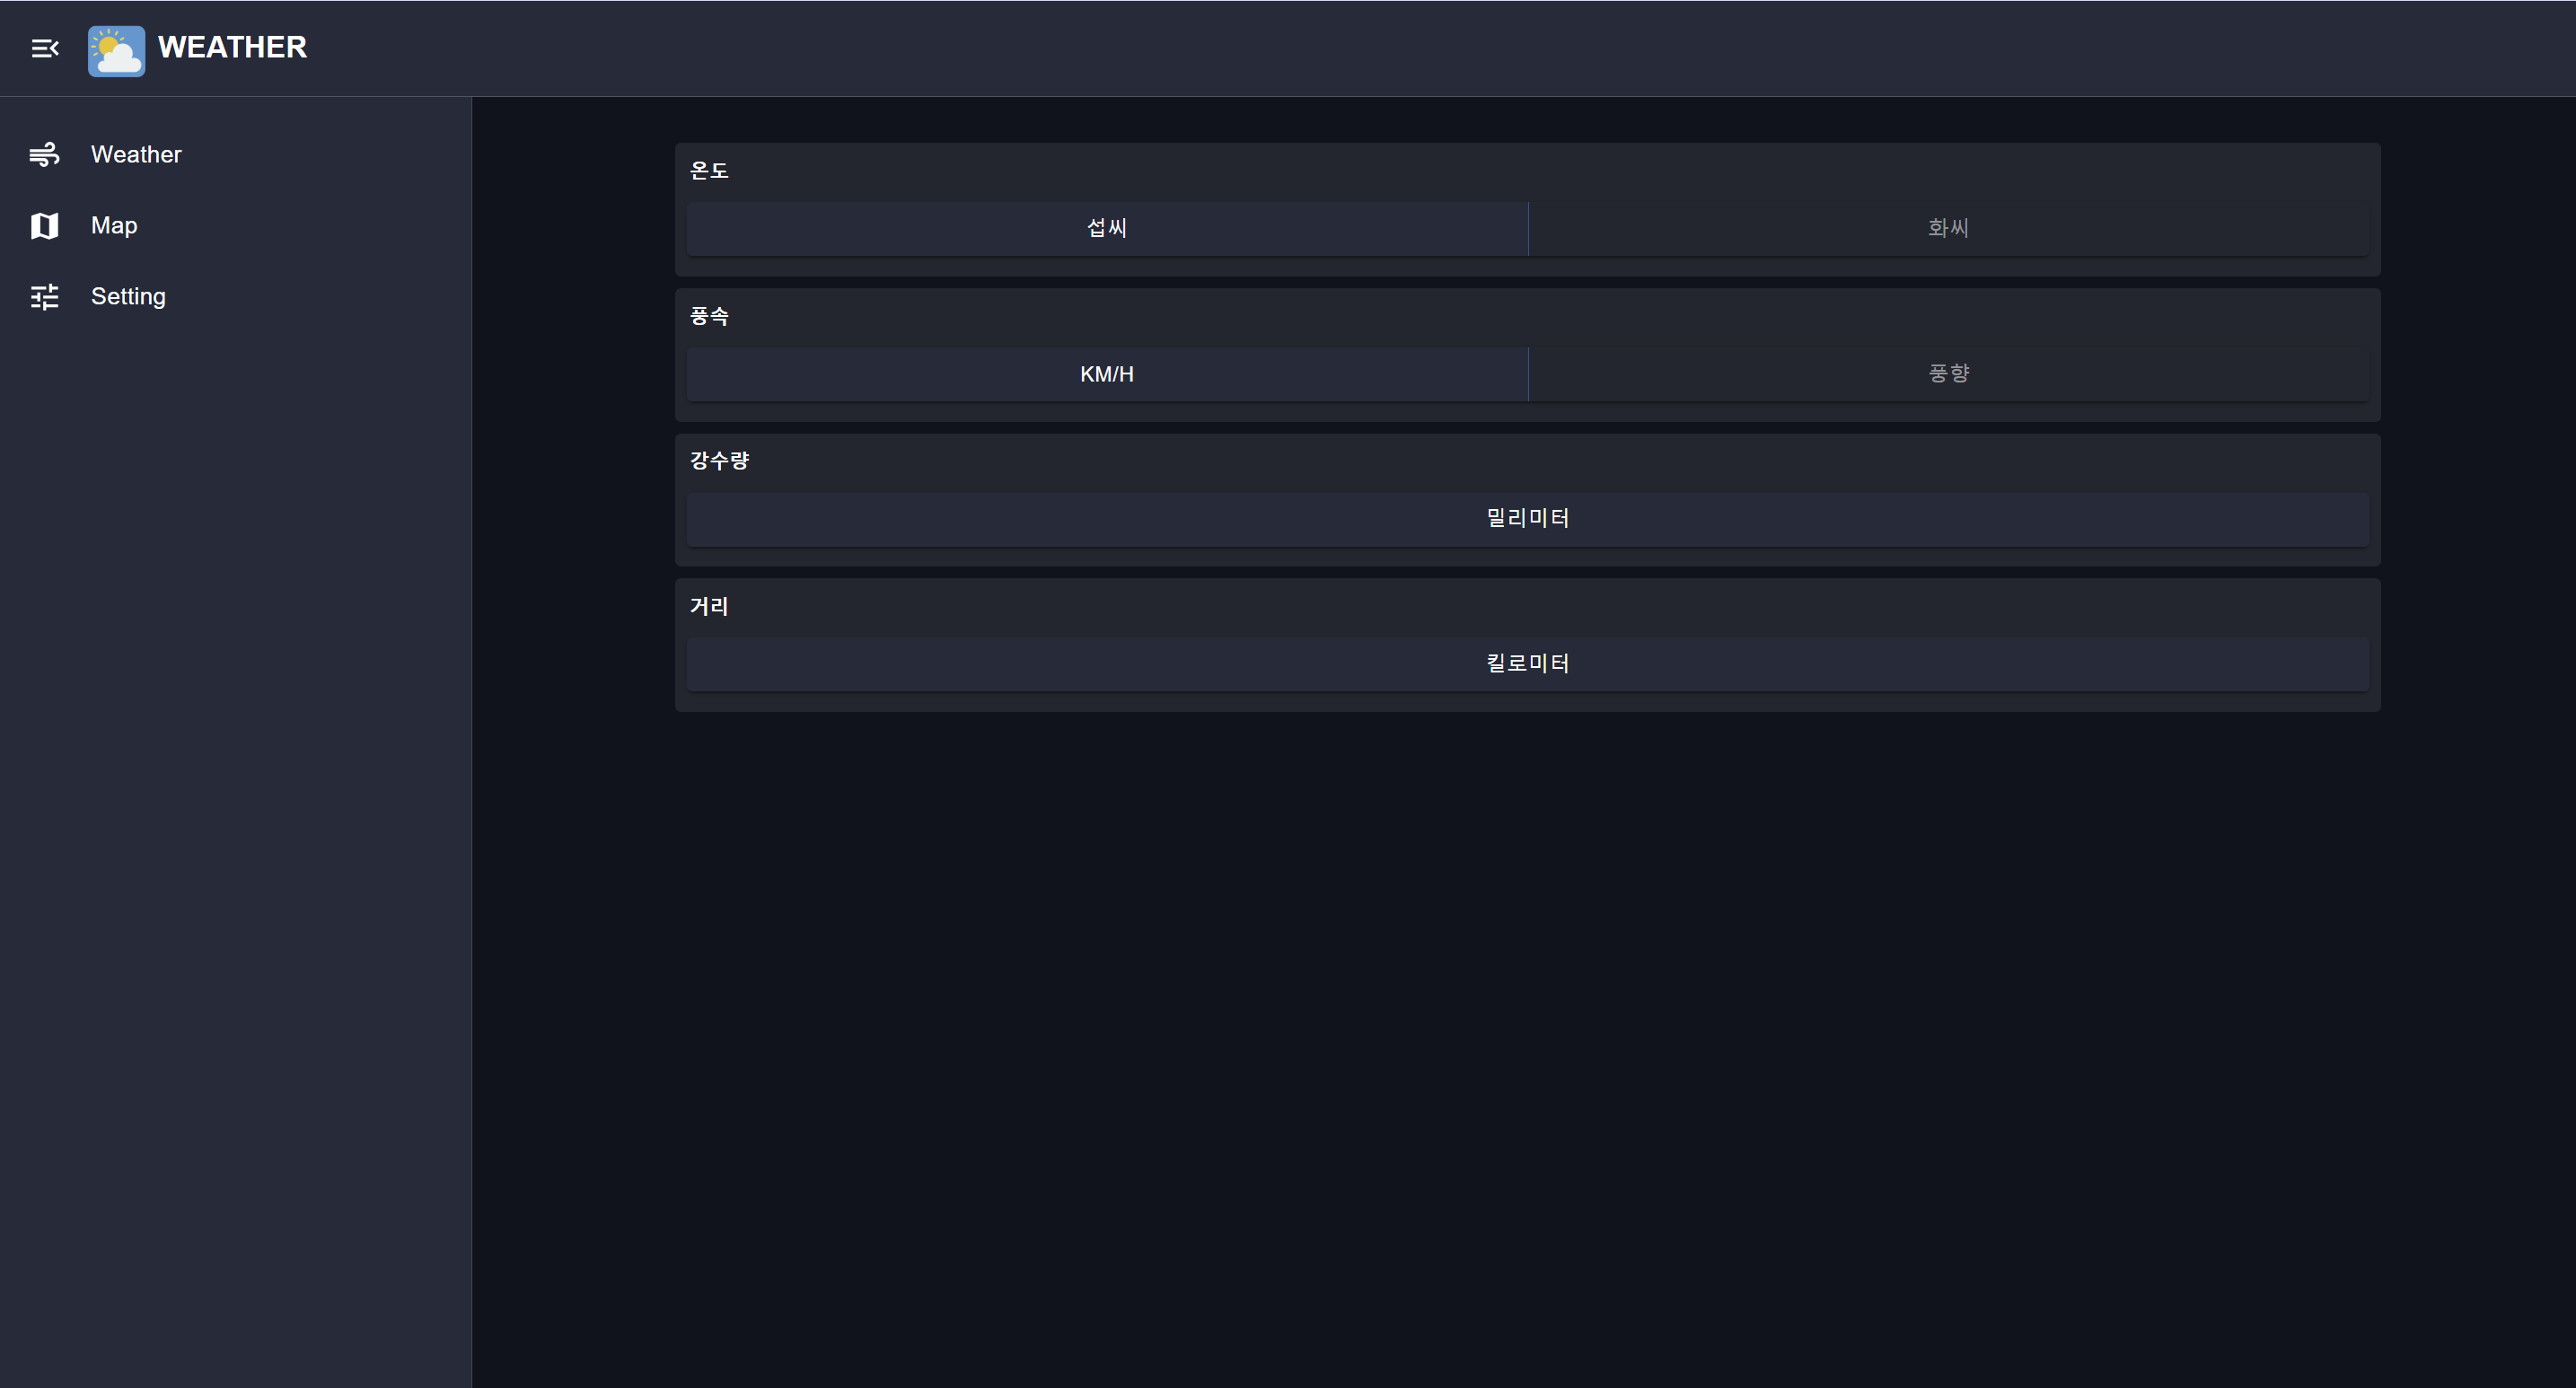 WEATHER
Weather
Map
Setting
온도
섭씨 화씨
풍속
KM/H 풍향
강수량
밀리미터
거리
킬로미터